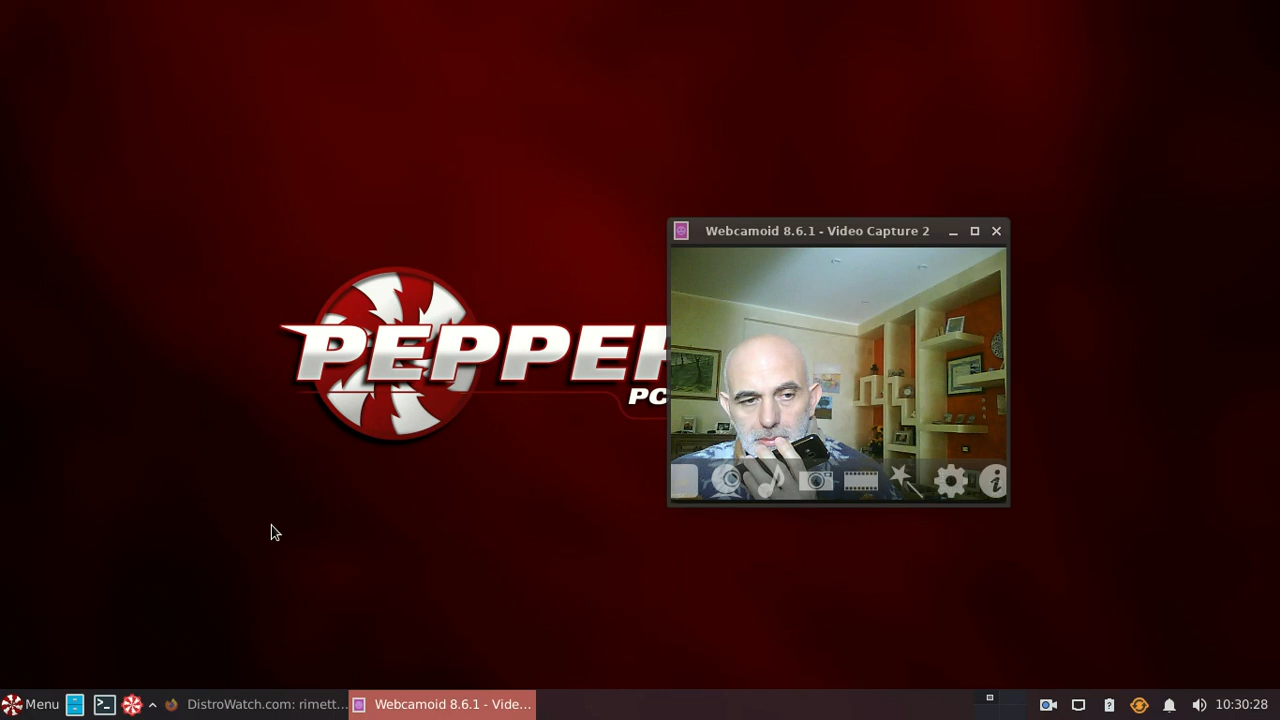 Webcamoid 8.6.1 - Video Capture 2
PEPPER
PC
Menu
DistroWatch.com: rimett...
Webcamoid 8.6.1 - Vide...
10:30:28